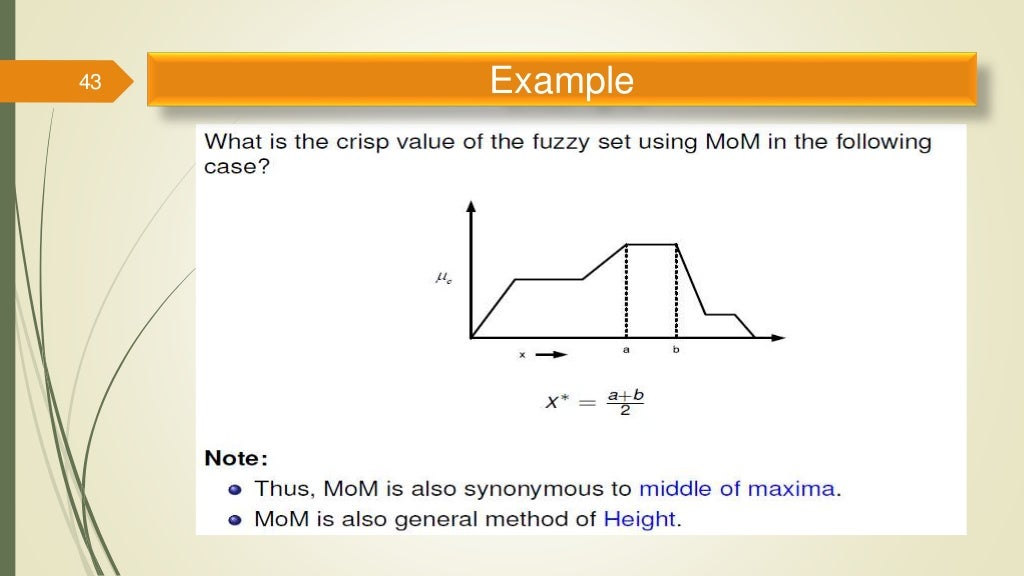 43
Example
What is the crisp value of the fuzzy set using MoM in the following
case?
μc
x
a
b
x* = a+b/2
Note:
Thus, MoM is also synonymous to middle of maxima.
MoM is also general method of Height.